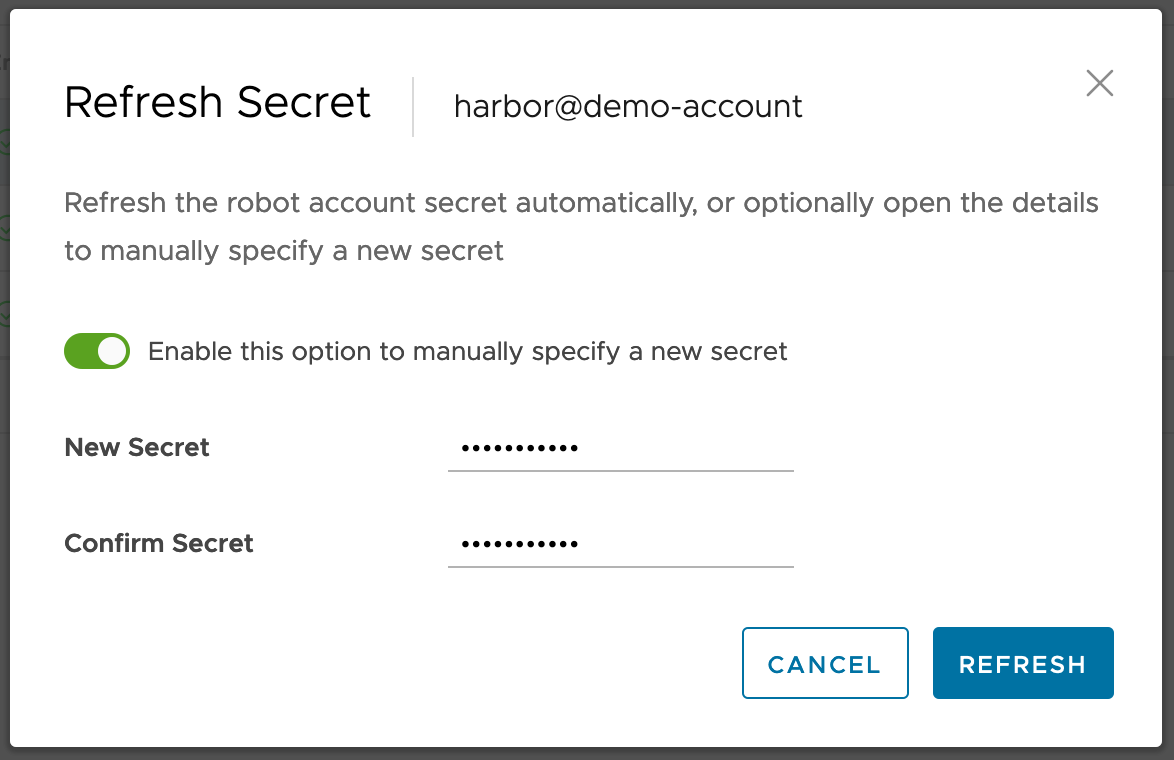 Refresh Secret harbor@demo-account
Refresh the robot account secret automatically, or optionally open the details
to manually specify a new secret
Enable this option to manually specify a new secret
New Secret •••••••••••
Confirm Secret •••••••••••
CANCEL REFRESH